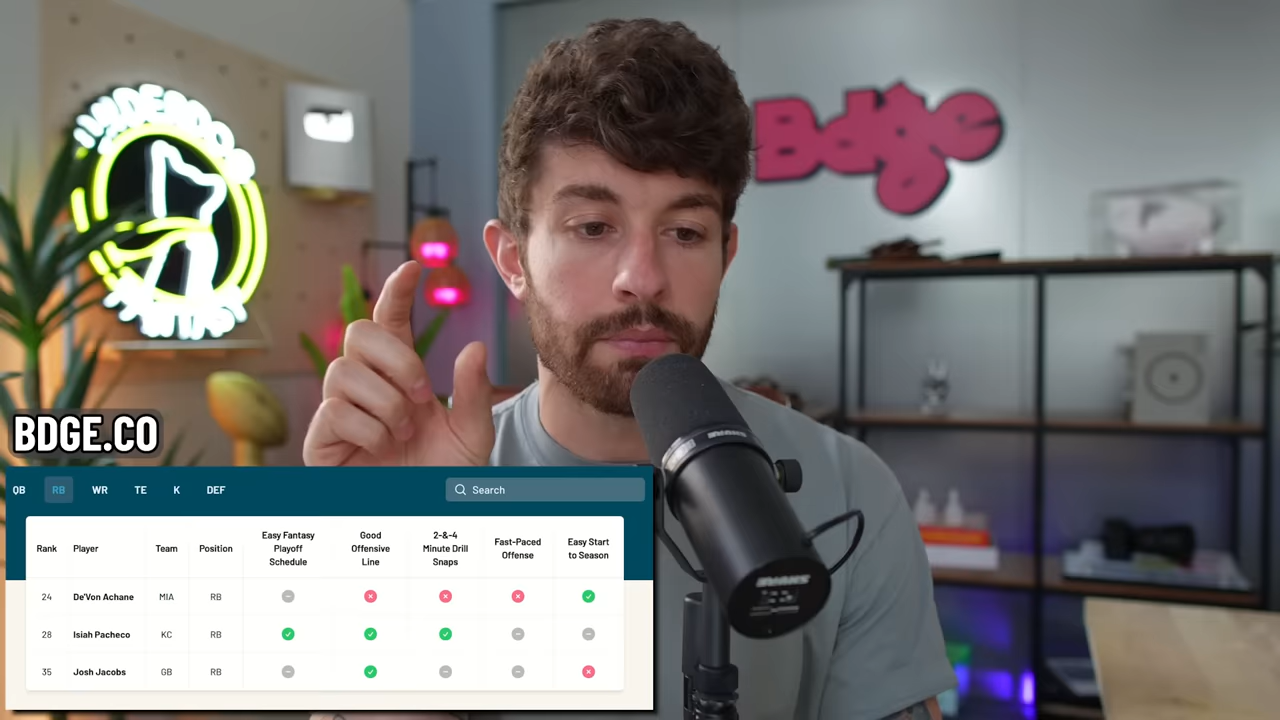 UNDERDOG
FANTASY
Bdge
BDGE.CO
QB RB WR TE K DEF Search
Rank Player Team Position Easy Fantasy Playoff Schedule Good Offensive Line 2-&-4 Minute Drill Snaps Fast-Paced Offense Easy Start to Season
24 De'Von Achane MIA RB
28 Isiah Pacheco KC RB
35 Josh Jacobs GB RB